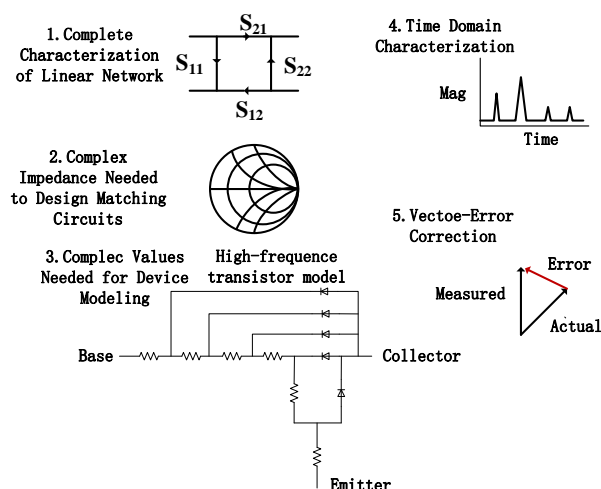 1. Complete
Characterization
of Linear Network
S21
S11
S22
S12
2. Complex
Impedance Needed
to Design Matching
Circuits
3. Complec Values
Needed for Device
Modeling
High-frequence
transistor model
Base
Collector
Emitter
4. Time Domain
Characterization
Mag
Time
5. Vectoe-Error
Correction
Error
Measured
Actual